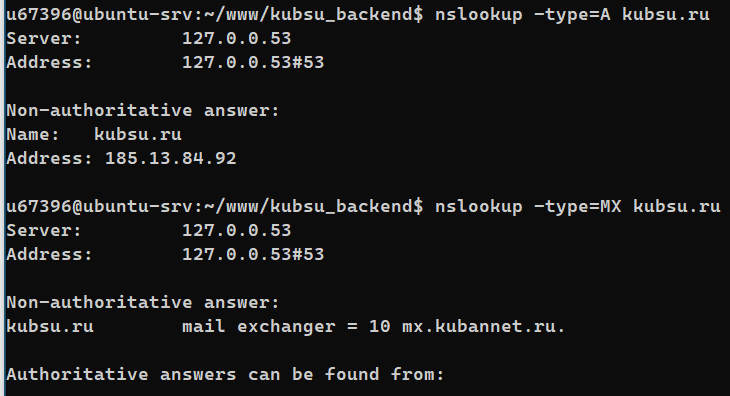 u67396@ubuntu-srv:~/www/kubsu_backend$ nslookup -type=A kubsu.ru
Server:         127.0.0.53
Address:        127.0.0.53#53

Non-authoritative answer:
Name:   kubsu.ru
Address: 185.13.84.92

u67396@ubuntu-srv:~/www/kubsu_backend$ nslookup -type=MX kubsu.ru
Server:         127.0.0.53
Address:        127.0.0.53#53

Non-authoritative answer:
kubsu.ru        mail exchanger = 10 mx.kubannet.ru.

Authoritative answers can be found from: